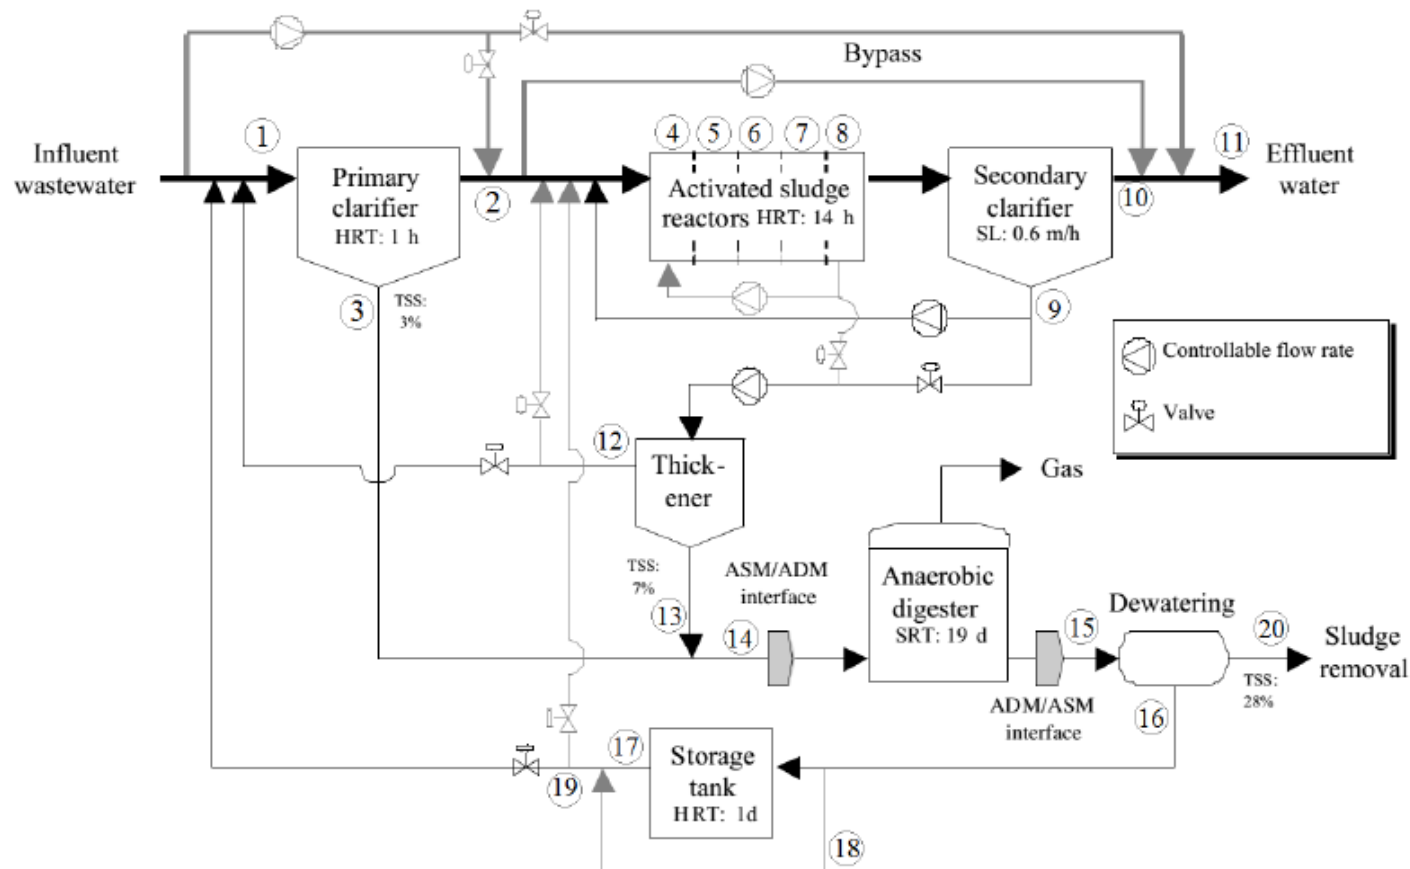 Bypass
Influent
wastewater
1
Primary
clarifier
HRT: 1 h
2
3
TSS:
3%
4
5
6
7
8
Activated sludge
reactors HRT: 14 h
Secondary
clarifier
SL: 0.6 m/h
9
10
11
Effluent
water
Controllable flow rate
Valve
12
Thick-
ener
TSS:
7%
13
ASM/ADM
interface
14
Gas
Anaerobic
digester
SRT: 19 d
ADM/ASM
interface
15
Dewatering
16
20
TSS:
28%
Sludge
removal
17
Storage
tank
HRT: 1d
18
19